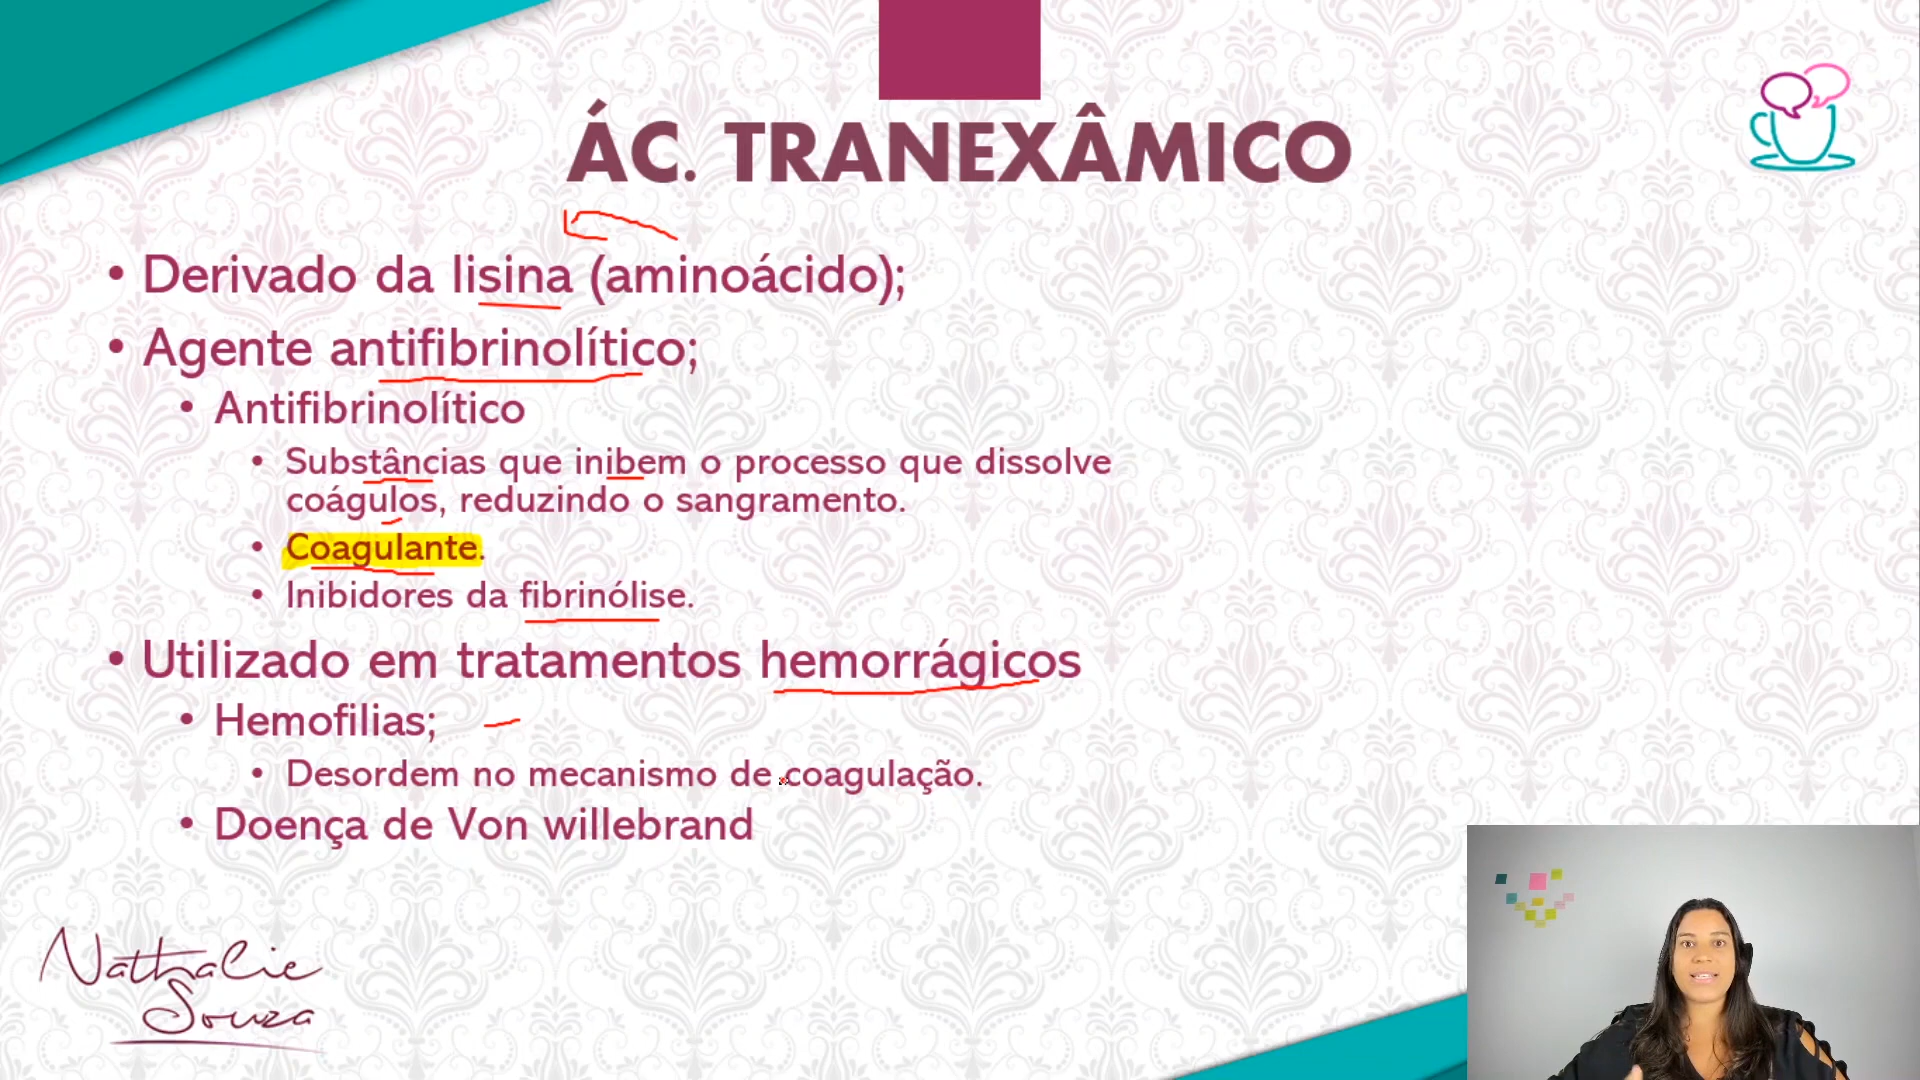 ÁC. TRANEXÂMICO
• Derivado da lisina (aminoácido);
• Agente antifibrinolítico;
• Antifibrinolítico
• Substâncias que inibem o processo que dissolve
coágulos, reduzindo o sangramento.
• Coagulante.
• Inibidores da fibrinólise.
• Utilizado em tratamentos hemorrágicos
• Hemofilias;
• Desordem no mecanismo de coagulação.
• Doença de Von willebrand
Nathalie
Souza